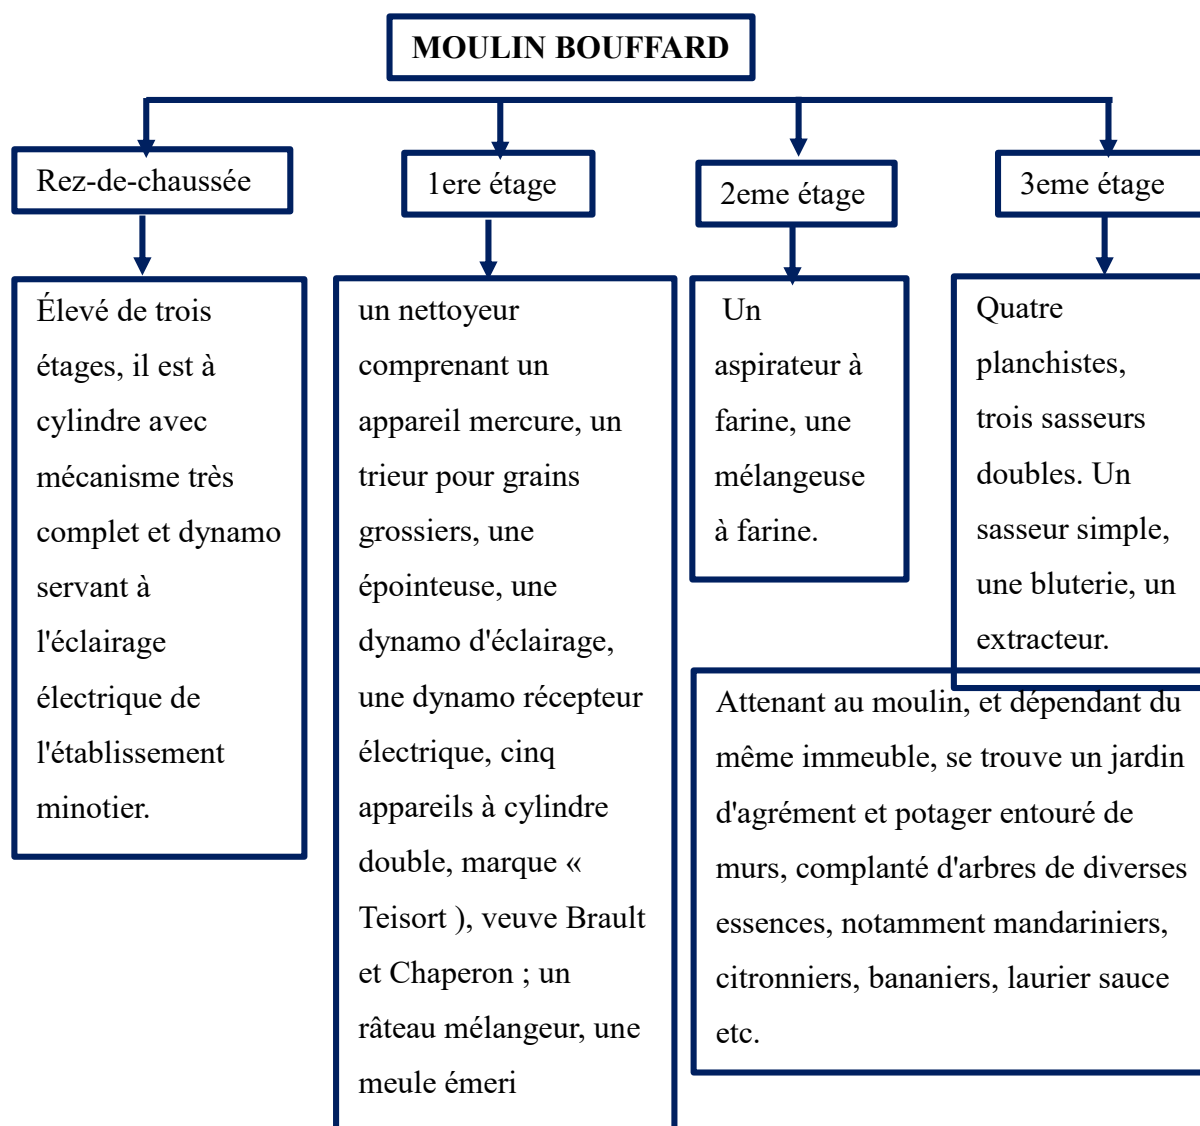 MOULIN BOUFFARD
Rez-de-chaussée
1ere étage
2eme étage
3eme étage
Élevé de trois
étages, il est à
cylindre avec
mécanisme très
complet et dynamo
servant à
l'éclairage
électrique de
l'établissement
minotier.
un nettoyeur
comprenant un
appareil mercure, un
trieur pour grains
grossiers, une
épointeuse, une
dynamo d'éclairage,
une dynamo récepteur
électrique, cinq
appareils à cylindre
double, marque «
Teisort ), veuve Brault
et Chaperon ; un
râteau mélangeur, une
meule émeri
Un
aspirateur à
farine, une
mélangeuse
à farine.
Quatre
planchistes,
trois sasseurs
doubles. Un
sasseur simple,
une bluterie, un
extracteur.
Attenant au moulin, et dépendant du
même immeuble, se trouve un jardin
d'agrément et potager entouré de
murs, complanté d'arbres de diverses
essences, notamment mandariniers,
citronniers, bananiers, laurier sauce
etc.